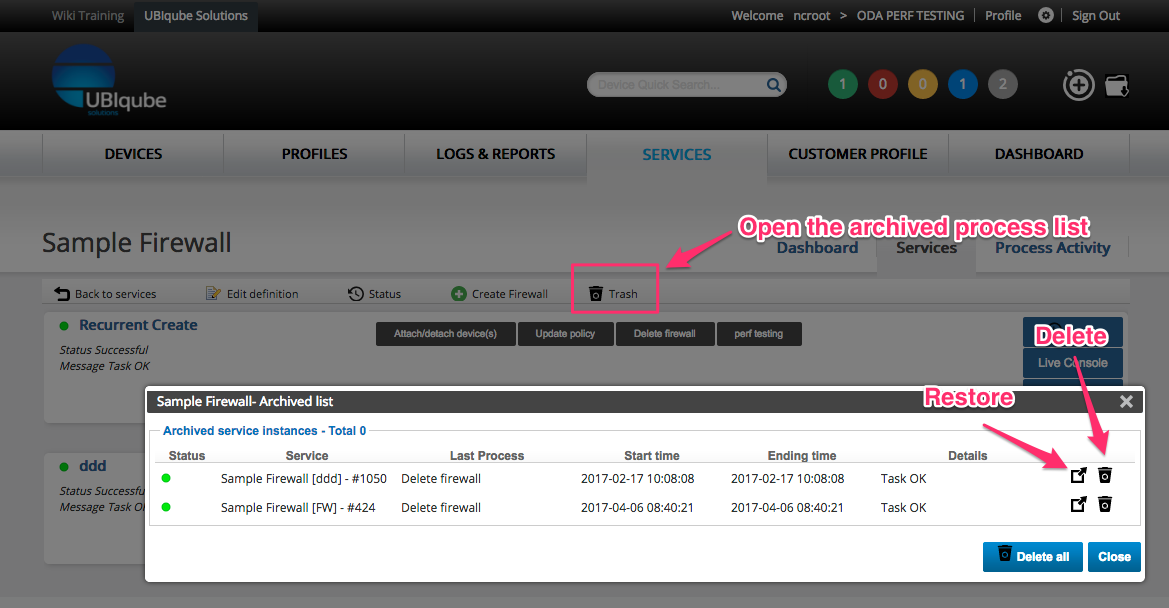 Wiki Training UBIqube Solutions Welcome ncroot > ODA PERF TESTING Profile Sign Out
UBIqube
solutions
Device Quick Search...
1 0 0 1 2
DEVICES PROFILES LOGS & REPORTS SERVICES CUSTOMER PROFILE DASHBOARD
Open the archived process list
Sample Firewall
Dashboard Services Process Activity
Back to services Edit definition Status Create Firewall Trash
Recurrent Create
Attach/detach device(s) Update policy Delete firewall perf testing
Delete
Status Successful
Message Task OK
Live Console
Restore
Sample Firewall- Archived list
Archived service instances - Total 0
Status Service Last Process Start time Ending time Details
Sample Firewall [ddd] - #1050 Delete firewall 2017-02-17 10:08:08 2017-02-17 10:08:08 Task OK
Sample Firewall [FW] - #424 Delete firewall 2017-04-06 08:40:21 2017-04-06 08:40:21 Task OK
Delete all Close
ddd
Status Successfu
Message Task OK